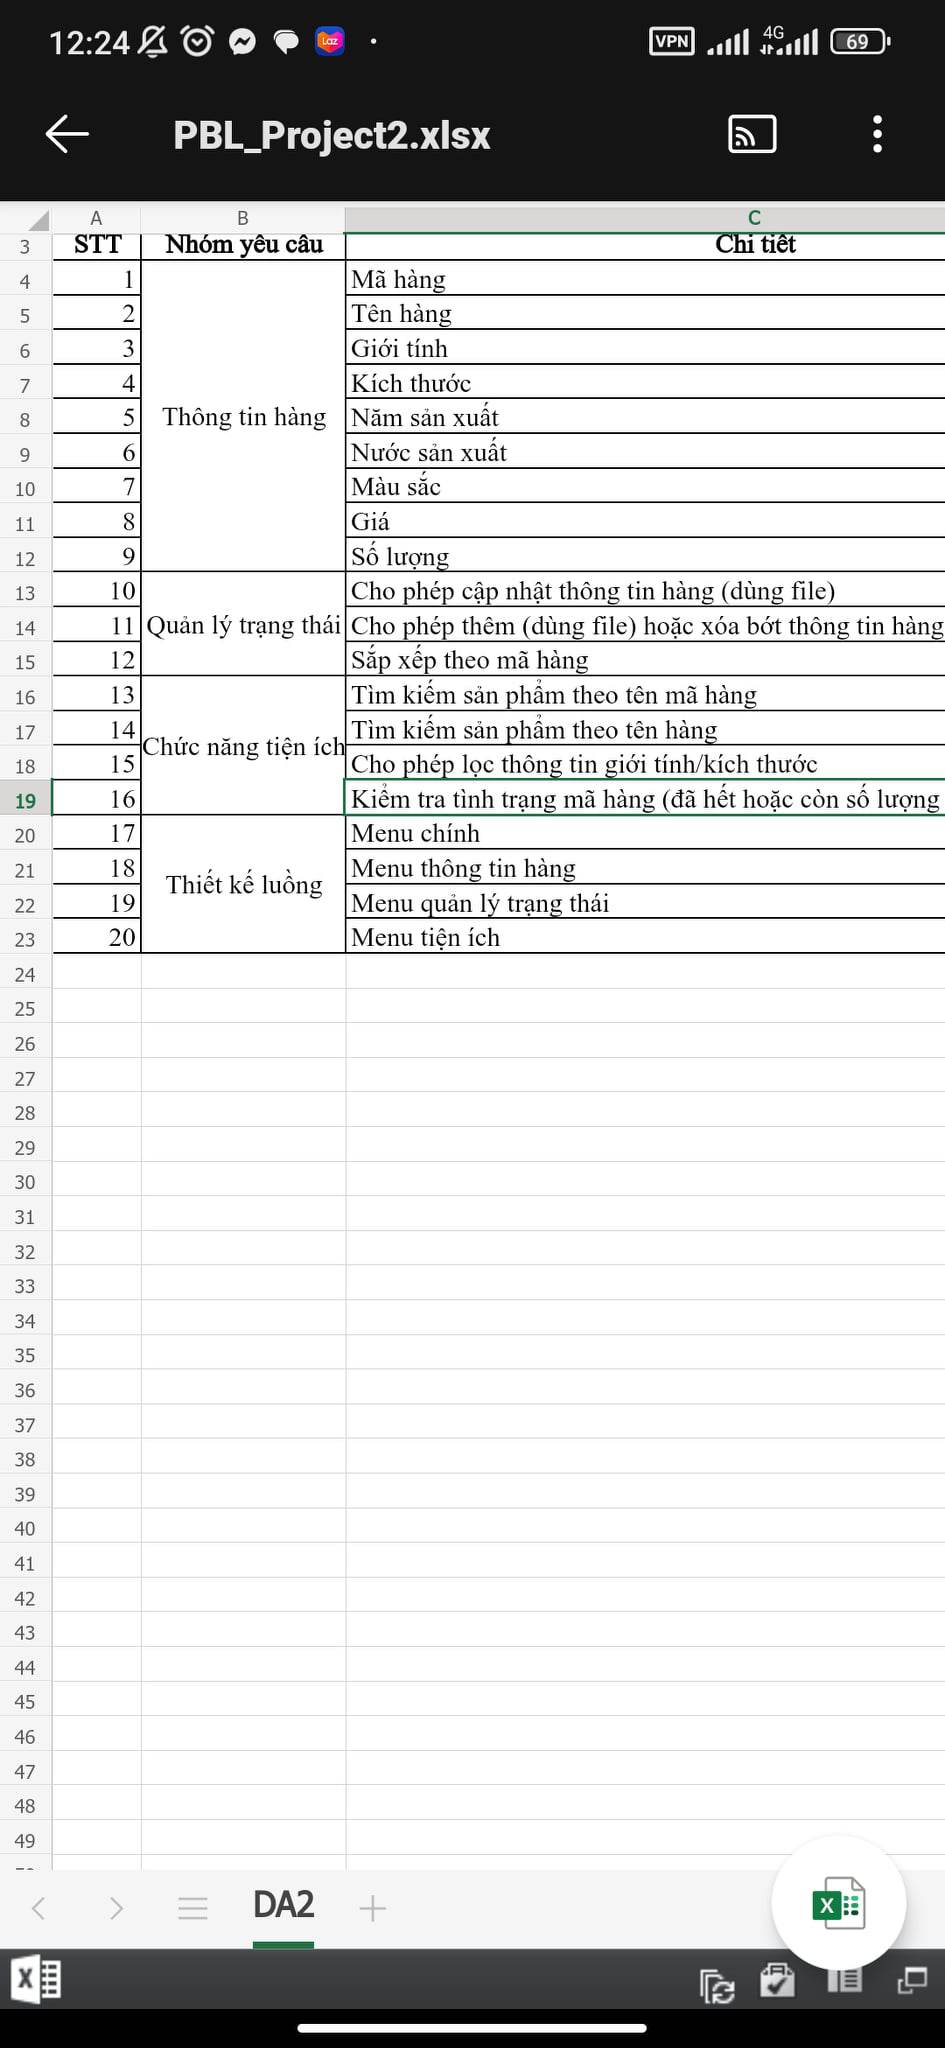 12:24
Laz
VPN
4G
69
PBL_Project2.xlsx
A B C
3 STT Nhóm yêu cầu Chi tiết
4 1 Mã hàng
5 2 Tên hàng
6 3 Giới tính
7 4 Kích thước
8 5 Thông tin hàng Năm sản xuất
9 6 Nước sản xuất
10 7 Màu sắc
11 8 Giá
12 9 Số lượng
13 10 Cho phép cập nhật thông tin hàng (dùng file)
14 11 Quản lý trạng thái Cho phép thêm (dùng file) hoặc xóa bớt thông tin hàng
15 12 Sắp xếp theo mã hàng
16 13 Tìm kiếm sản phẩm theo tên mã hàng
17 14 Tìm kiếm sản phẩm theo tên hàng
Chức năng tiện ích
18 15 Cho phép lọc thông tin giới tính/kích thước
19 16 Kiểm tra tình trạng mã hàng (đã hết hoặc còn số lượng
20 17 Menu chính
21 18 Menu thông tin hàng
Thiết kế luồng
22 19 Menu quản lý trạng thái
23 20 Menu tiện ích
24
25
26
27
28
29
30
31
32
33
34
35
36
37
38
39
40
41
42
43
44
45
46
47
48
49
DA2
X
X